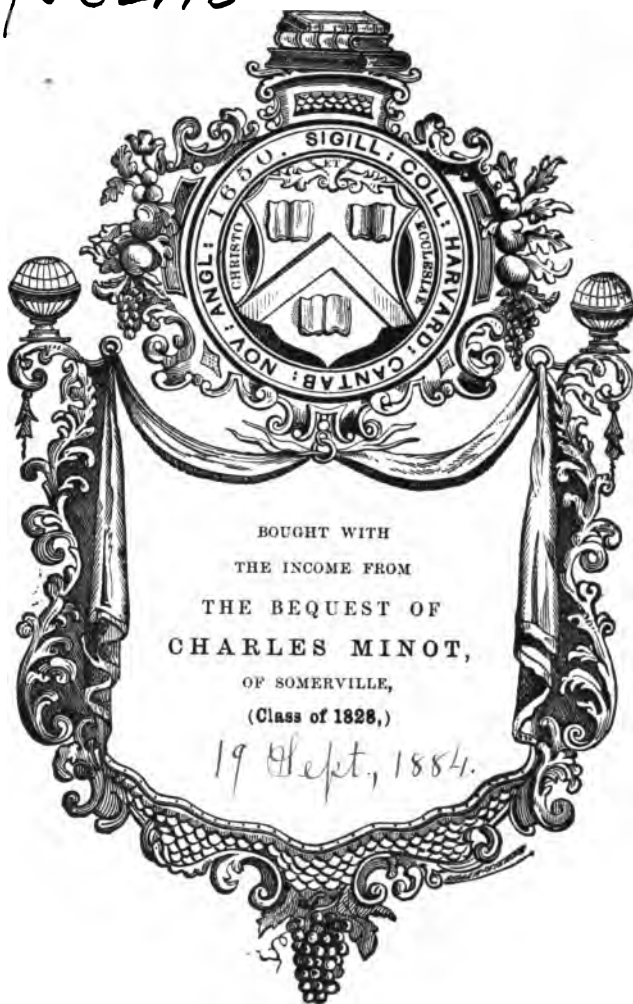 SIGILL: COLL: HARVARD: CANTAB: NOV: ANGL: 1650.
ET
CHRISTO
ECCLESIAE
BOUGHT WITH
THE INCOME FROM
THE BEQUEST OF
CHARLES MINOT,
OF SOMERVILLE,
(Class of 1828,)
19 Sept., 1884.